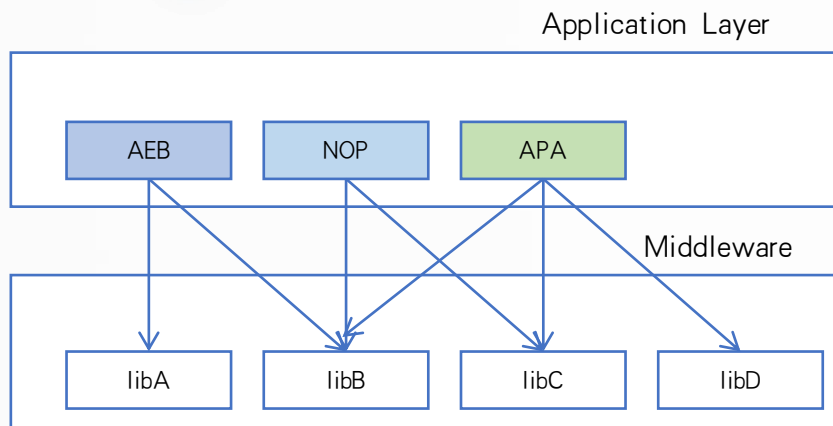 Application Layer
AEB NOP APA
Middleware
libA libB libC libD